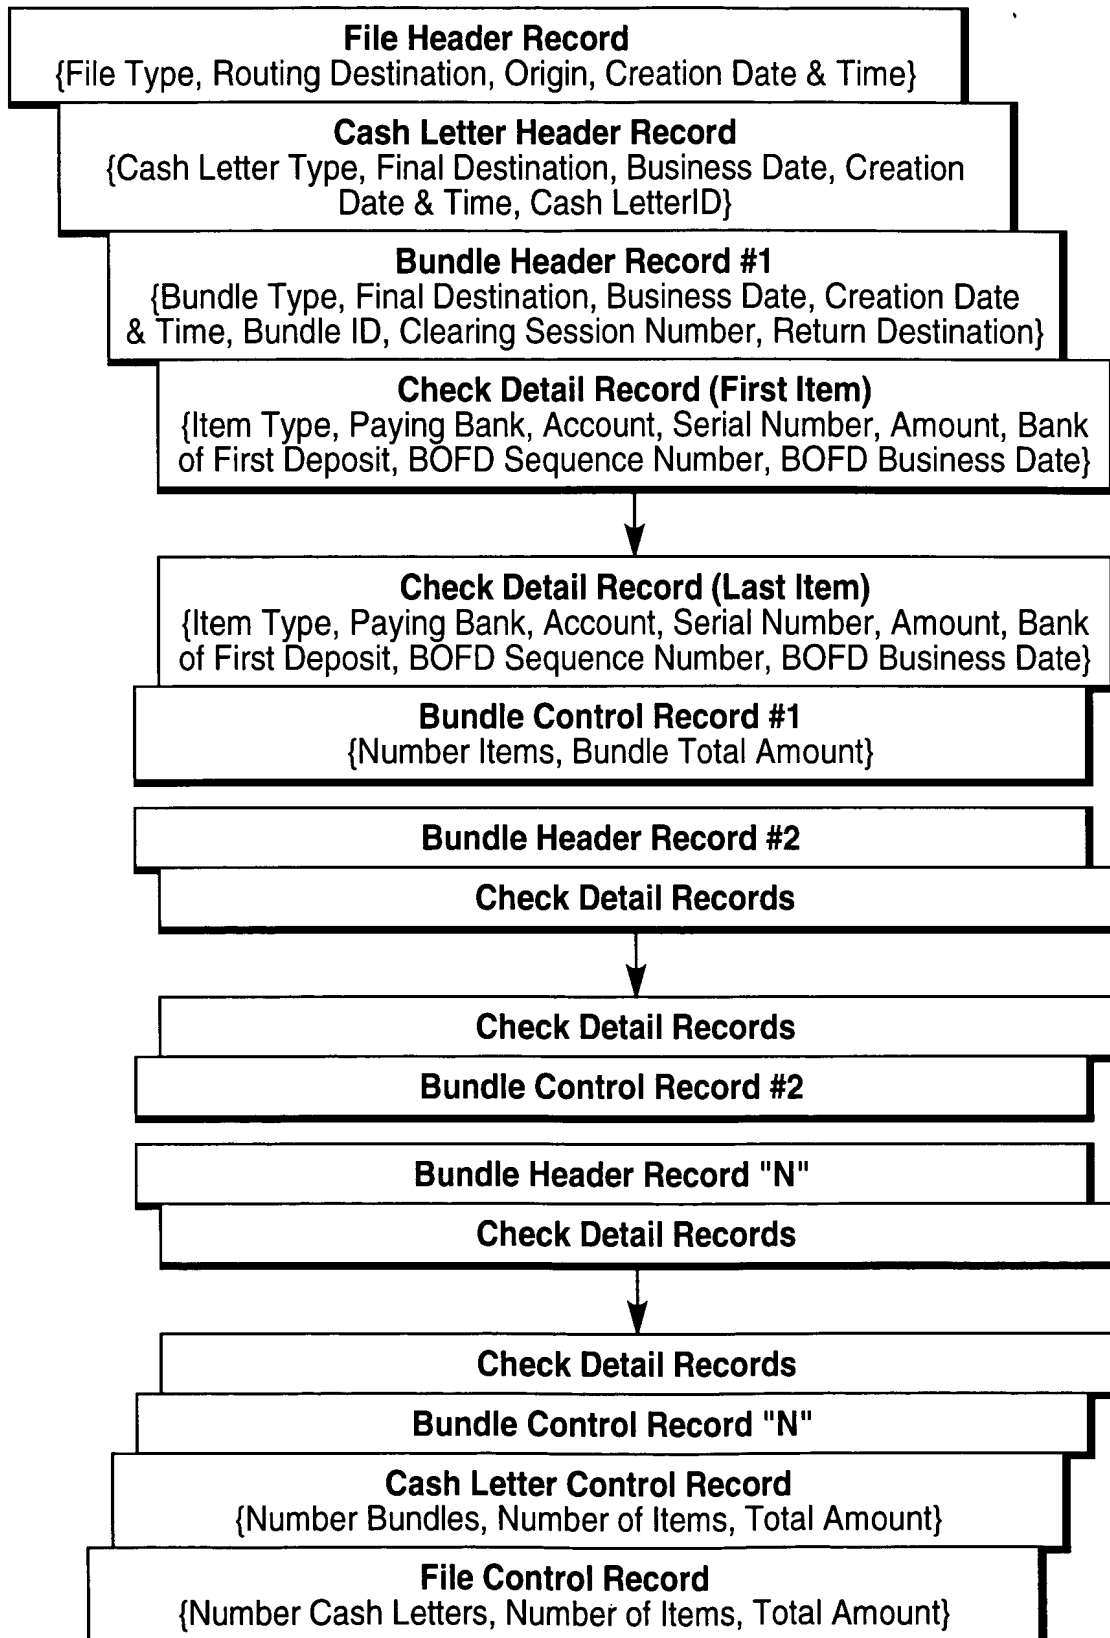 File Header Record
{File Type, Routing Destination, Origin, Creation Date & Time}
Cash Letter Header Record
{Cash Letter Type, Final Destination, Business Date, Creation
Date & Time, Cash LetterID}
Bundle Header Record #1
{Bundle Type, Final Destination, Business Date, Creation Date
& Time, Bundle ID, Clearing Session Number, Return Destination}
Check Detail Record (First Item)
{Item Type, Paying Bank, Account, Serial Number, Amount, Bank
of First Deposit, BOFD Sequence Number, BOFD Business Date}
Check Detail Record (Last Item)
{Item Type, Paying Bank, Account, Serial Number, Amount, Bank
of First Deposit, BOFD Sequence Number, BOFD Business Date}
Bundle Control Record #1
{Number Items, Bundle Total Amount}
Bundle Header Record #2
Check Detail Records
Check Detail Records
Bundle Control Record #2
Bundle Header Record "N"
Check Detail Records
Check Detail Records
Bundle Control Record "N"
Cash Letter Control Record
{Number Bundles, Number of Items, Total Amount}
File Control Record
{Number Cash Letters, Number of Items, Total Amount}